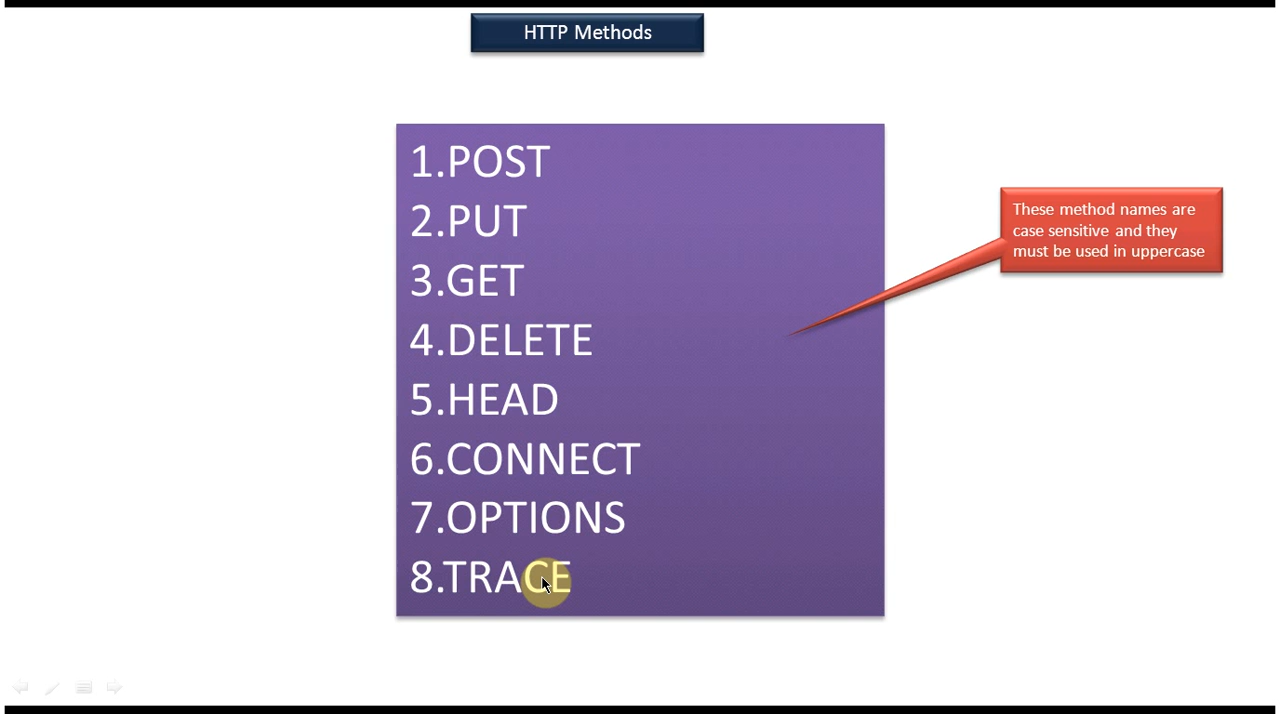 HTTP Methods
1.POST
2.PUT
3.GET
4.DELETE
5.HEAD
6.CONNECT
7.OPTIONS
8.TRACE
These method names are
case sensitive and they
must be used in uppercase